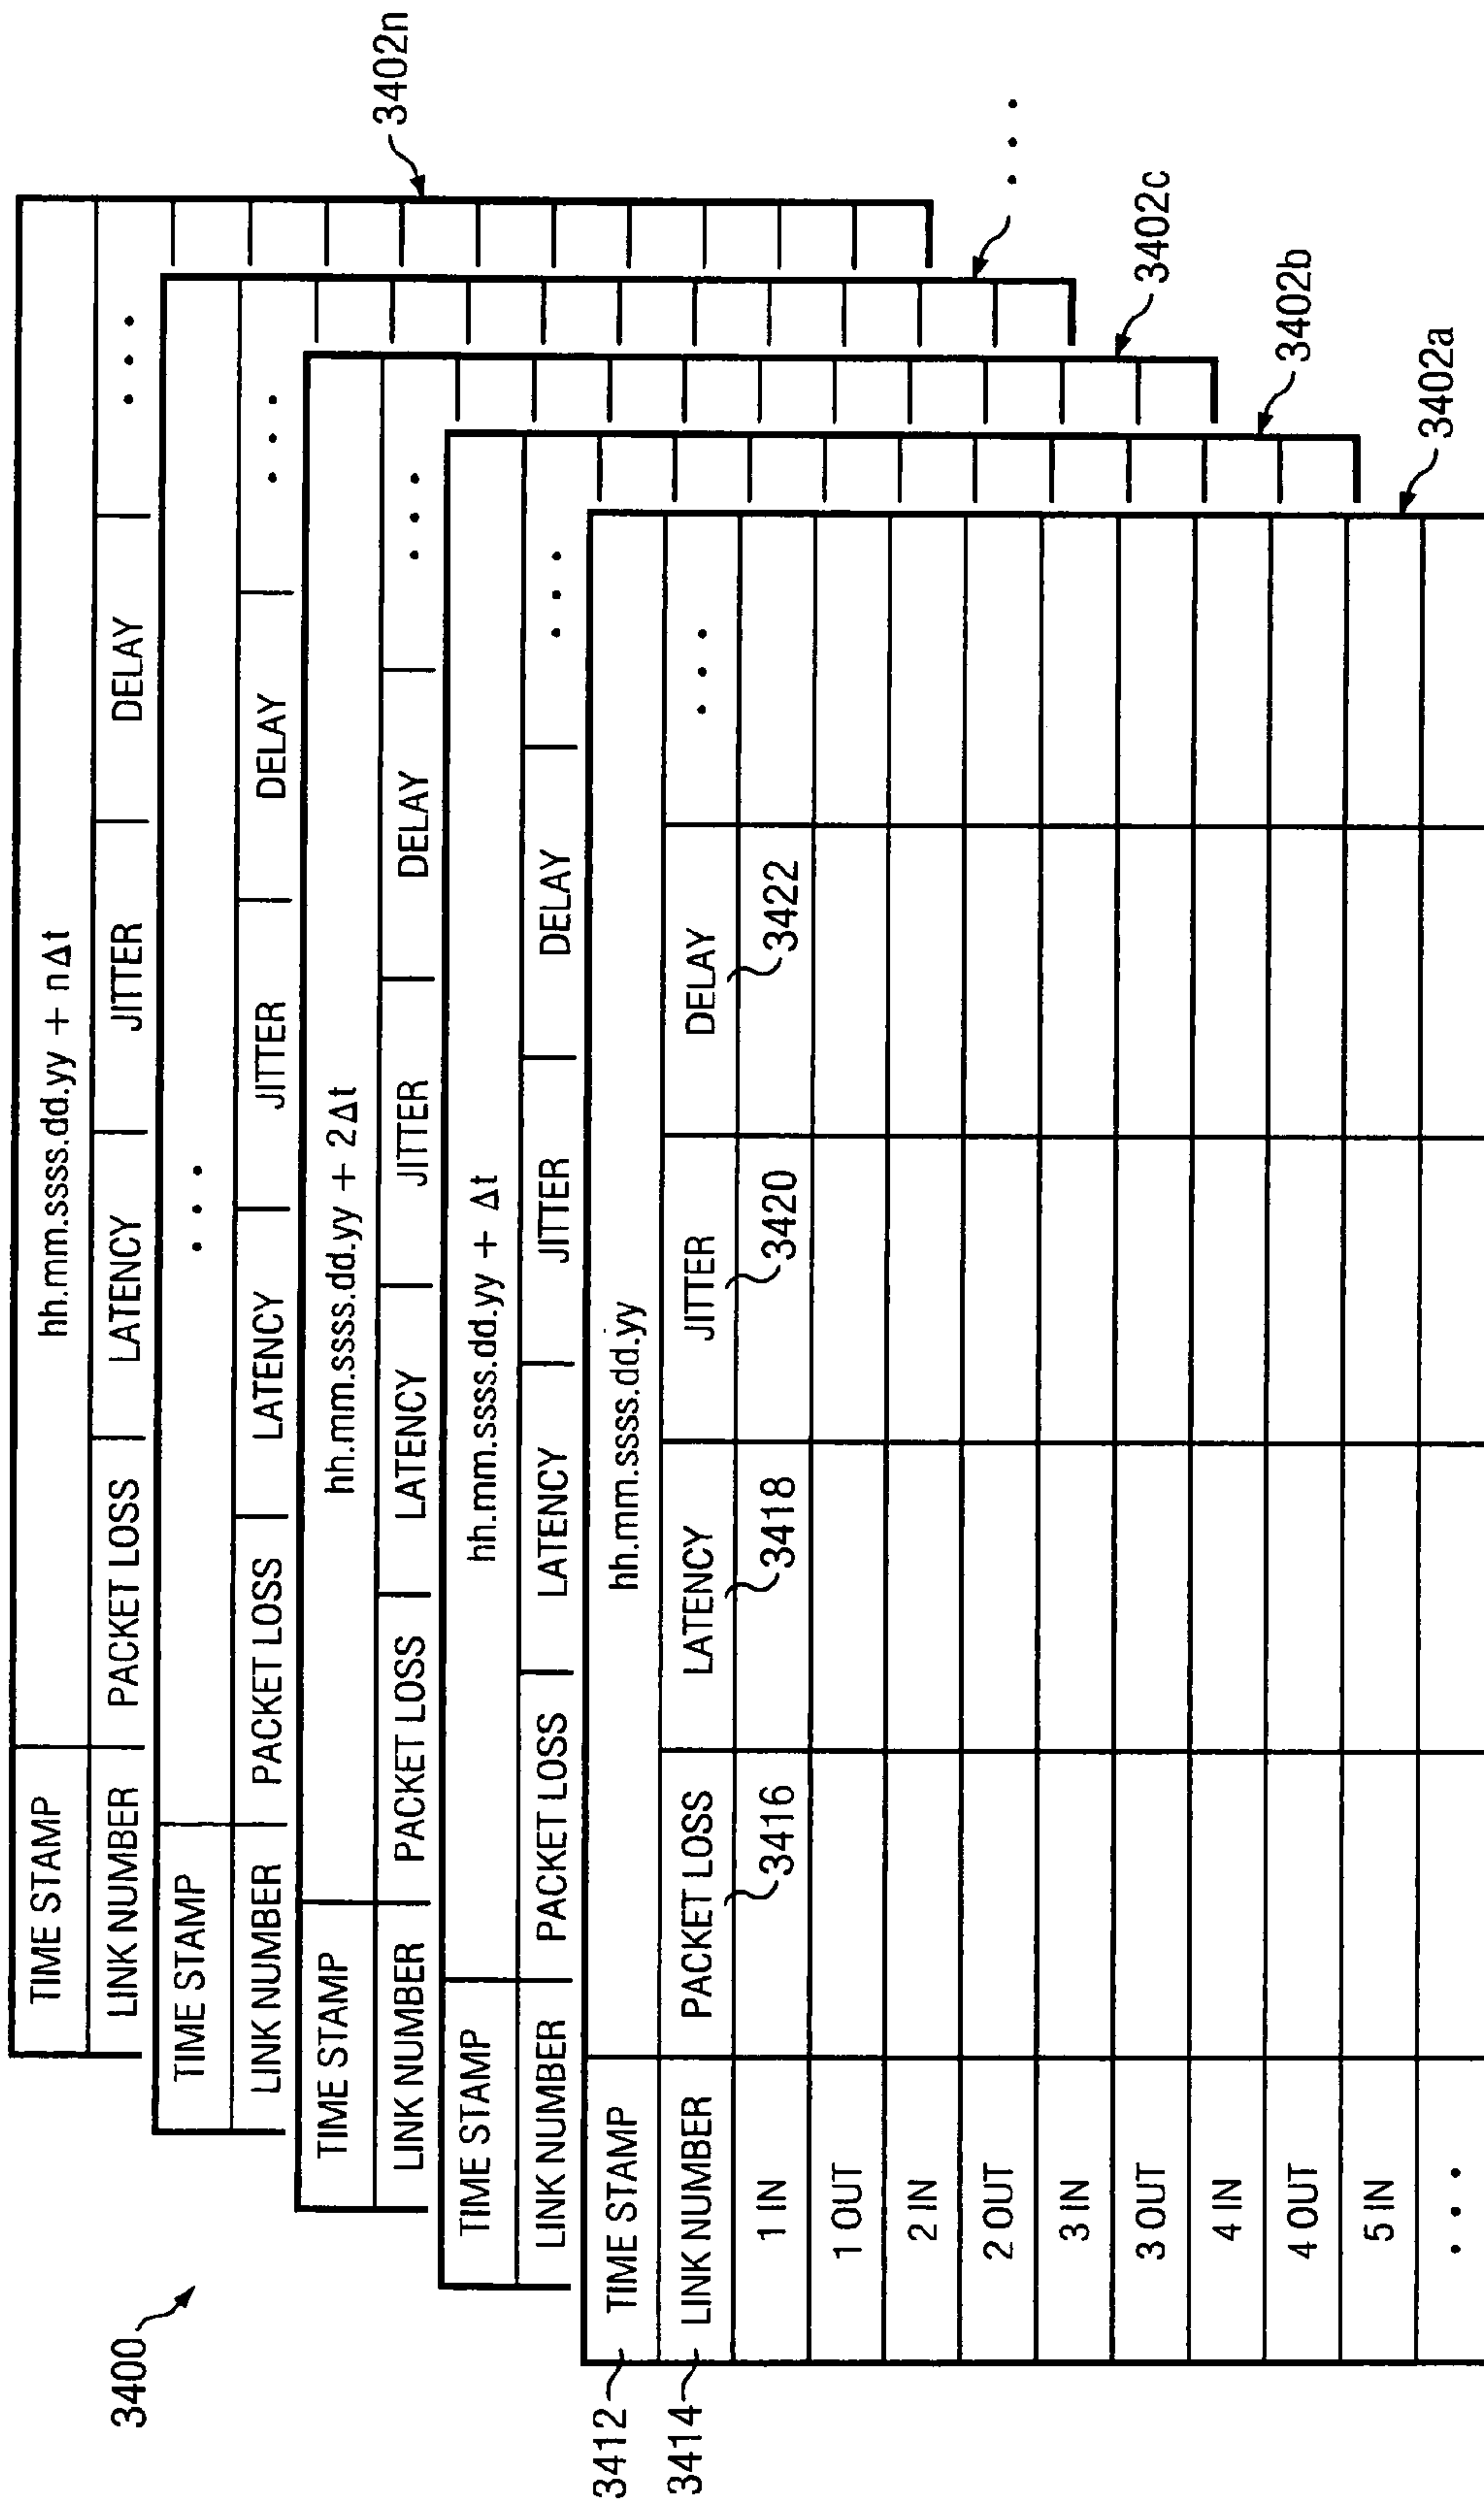 3400
3402n
TIME STAMP hh.mm.ssss.dd.yy + nΔt
LINK NUMBER PACKET LOSS LATENCY JITTER DELAY . . .
TIME STAMP . . .
LINK NUMBER PACKET LOSS LATENCY JITTER DELAY . . .
. . .
TIME STAMP hh.mm.ssss.dd.yy + 2Δt
LINK NUMBER PACKET LOSS LATENCY JITTER DELAY . . .
3402c
TIME STAMP hh.mm.ssss.dd.yy + Δt
LINK NUMBER PACKET LOSS LATENCY JITTER DELAY . . .
3402b
3412 TIME STAMP hh.mm.ssss.dd.yy
3414 LINK NUMBER PACKET LOSS LATENCY JITTER DELAY . . .
1 IN 3416 3418 3420 3422
1 OUT
2 IN
2 OUT
3 IN
3 OUT
4 IN
4 OUT
5 IN
3402a
. . .